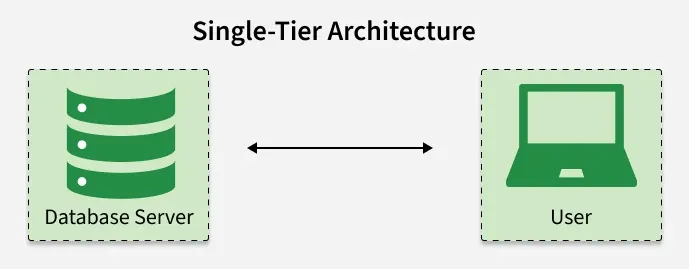 Single-Tier Architecture
Database Server
User